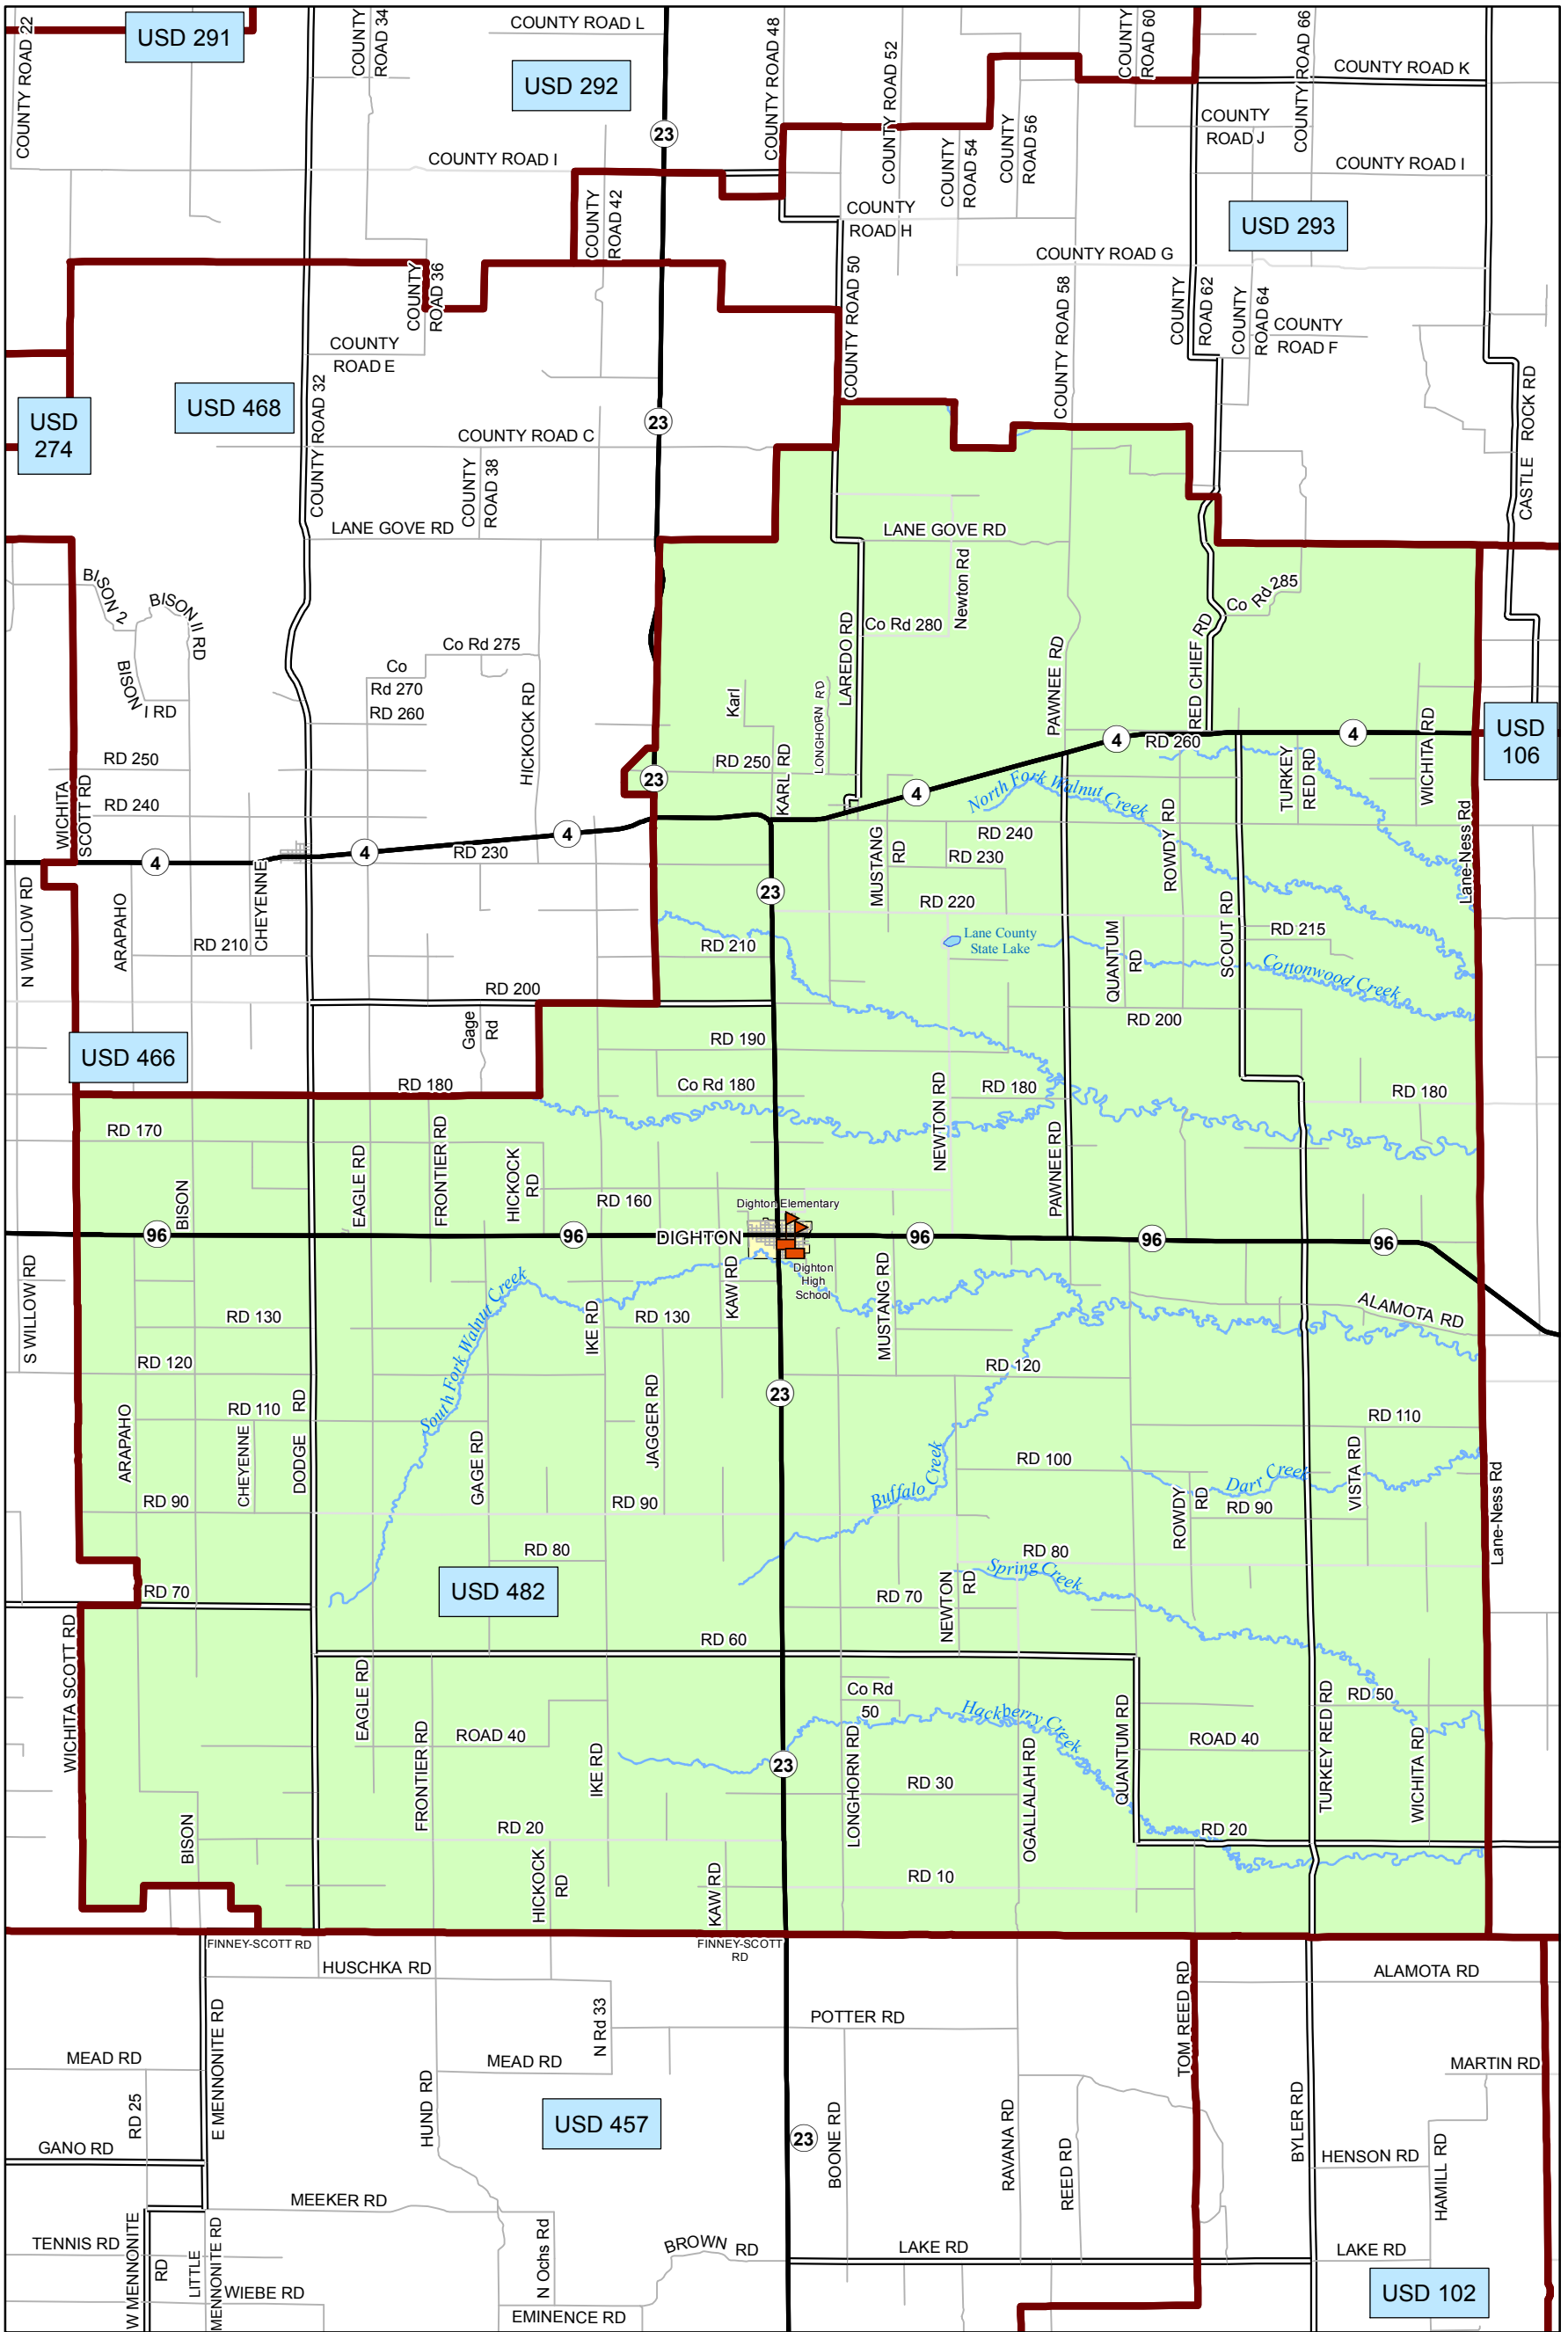 COUNTY ROAD 22
USD 291
COUNTY
ROAD 34
COUNTY ROAD L
USD 292
23
COUNTY ROAD 48
COUNTY ROAD 52
COUNTY
ROAD 60
COUNTY ROAD 66
COUNTY ROAD K
COUNTY
ROAD J
COUNTY
ROAD 54
COUNTY
ROAD 56
COUNTY ROAD I
COUNTY ROAD I
COUNTY
ROAD 42
COUNTY
ROAD H
USD 293
COUNTY ROAD G
COUNTY
ROAD 36
COUNTY ROAD 50
COUNTY ROAD 58
COUNTY
ROAD 62
COUNTY
ROAD 64
COUNTY
ROAD F
COUNTY
ROAD E
USD 468
USD
274
COUNTY ROAD 32
23
CASTLE ROCK RD
COUNTY ROAD C
COUNTY
ROAD 38
LANE GOVE RD
LANE GOVE RD
Newton Rd
BISON 2
BISON II RD
BISON
I RD
Co Rd 275
Co
Rd 270
RD 260
HICKOCK RD
Co Rd 280
LAREDO RD
LONGHORN RD
Karl
KARL RD
PAWNEE RD
RED CHIEF RD
Co Rd 285
USD
106
WICHITA RD
4
4
RD 260
RD 250
RD 250
23
TURKEY
RED RD
North Fork Walnut Creek
4
RD 240
WICHITA
SCOTT RD
4
4
4
RD 230
CHEYENNE
MUSTANG
RD
RD 240
RD 230
ROWDY RD
Lane-Ness Rd
23
RD 220
N WILLOW RD
ARAPAHO
RD 210
RD 210
Lane County
State Lake
QUANTUM
RD
SCOUT RD
RD 215
Cottonwood Creek
RD 200
RD 200
Gage
Rd
USD 466
RD 190
RD 180
Co Rd 180
NEWTON RD
RD 180
RD 180
RD 170
BISON
EAGLE RD
FRONTIER RD
HICKOCK
RD
RD 160
Dighton Elementary
PAWNEE RD
96
96
DIGHTON
96
96
96
Dighton
High
School
S WILLOW RD
South Fork Walnut Creek
KAW RD
MUSTANG RD
ALAMOTA RD
RD 130
IKE RD
RD 130
RD 120
RD 120
23
ARAPAHO
RD 110
CHEYENNE
DODGE RD
JAGGER RD
RD 110
GAGE RD
Buffalo Creek
RD 100
Darr Creek
VISTA RD
Lane-Ness Rd
RD 90
RD 90
ROWDY
RD
RD 90
RD 80
RD 80
Spring Creek
USD 482
RD 70
RD 70
NEWTON
RD
RD 60
WICHITA SCOTT RD
EAGLE RD
Co Rd
50
Hackberry Creek
QUANTUM RD
TURKEY RED RD
RD 50
FRONTIER RD
ROAD 40
ROAD 40
IKE RD
23
LONGHORN RD
RD 30
OGALLALAH RD
WICHITA RD
BISON
RD 20
RD 20
HICKOCK
RD
KAW RD
RD 10
FINNEY-SCOTT RD
FINNEY-SCOTT
RD
HUSCHKA RD
TOM REED RD
ALAMOTA RD
E MENNONITE RD
N Rd 33
POTTER RD
MEAD RD
MEAD RD
MARTIN RD
RD 25
HUND RD
USD 457
23
BOONE RD
RAVANA RD
REED RD
BYLER RD
HENSON RD
HAMILL RD
GANO RD
MEEKER RD
W MENNONITE
RD
LITTLE
MENNONITE RD
N Ochs Rd
TENNIS RD
BROWN RD
LAKE RD
LAKE RD
WIEBE RD
EMINENCE RD
USD 102